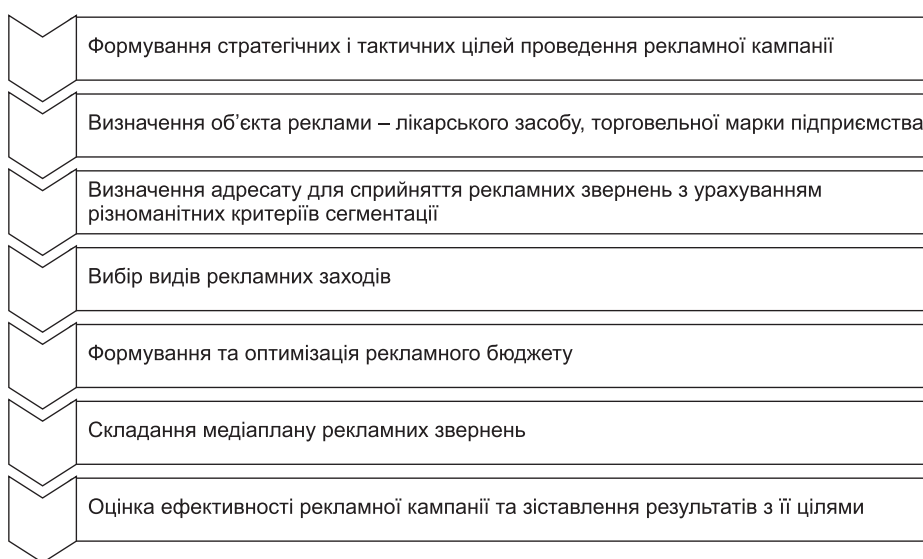 Формування стратегічних і тактичних цілей проведення рекламної кампанії
Визначення об’єкта реклами – лікарського засобу, торговельної марки підприємства
Визначення адресату для сприйняття рекламних звернень з урахуванням
різноманітних критеріїв сегментації
Вибір видів рекламних заходів
Формування та оптимізація рекламного бюджету
Складання медіаплану рекламних звернень
Оцінка ефективності рекламної кампанії та зіставлення результатів з її цілями